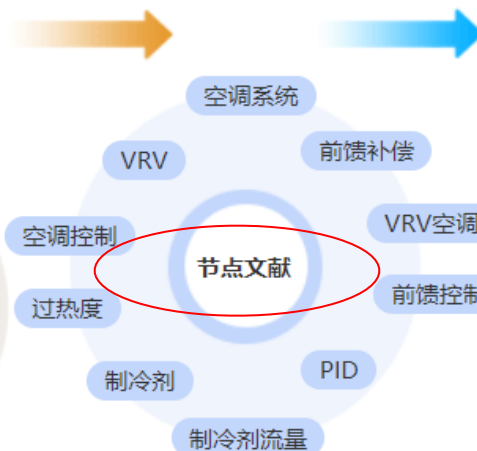 空调系统
VRV
前馈补偿
空调控制
VRV空调
节点文献
过热度
前馈控制
制冷剂
PID
制冷剂流量